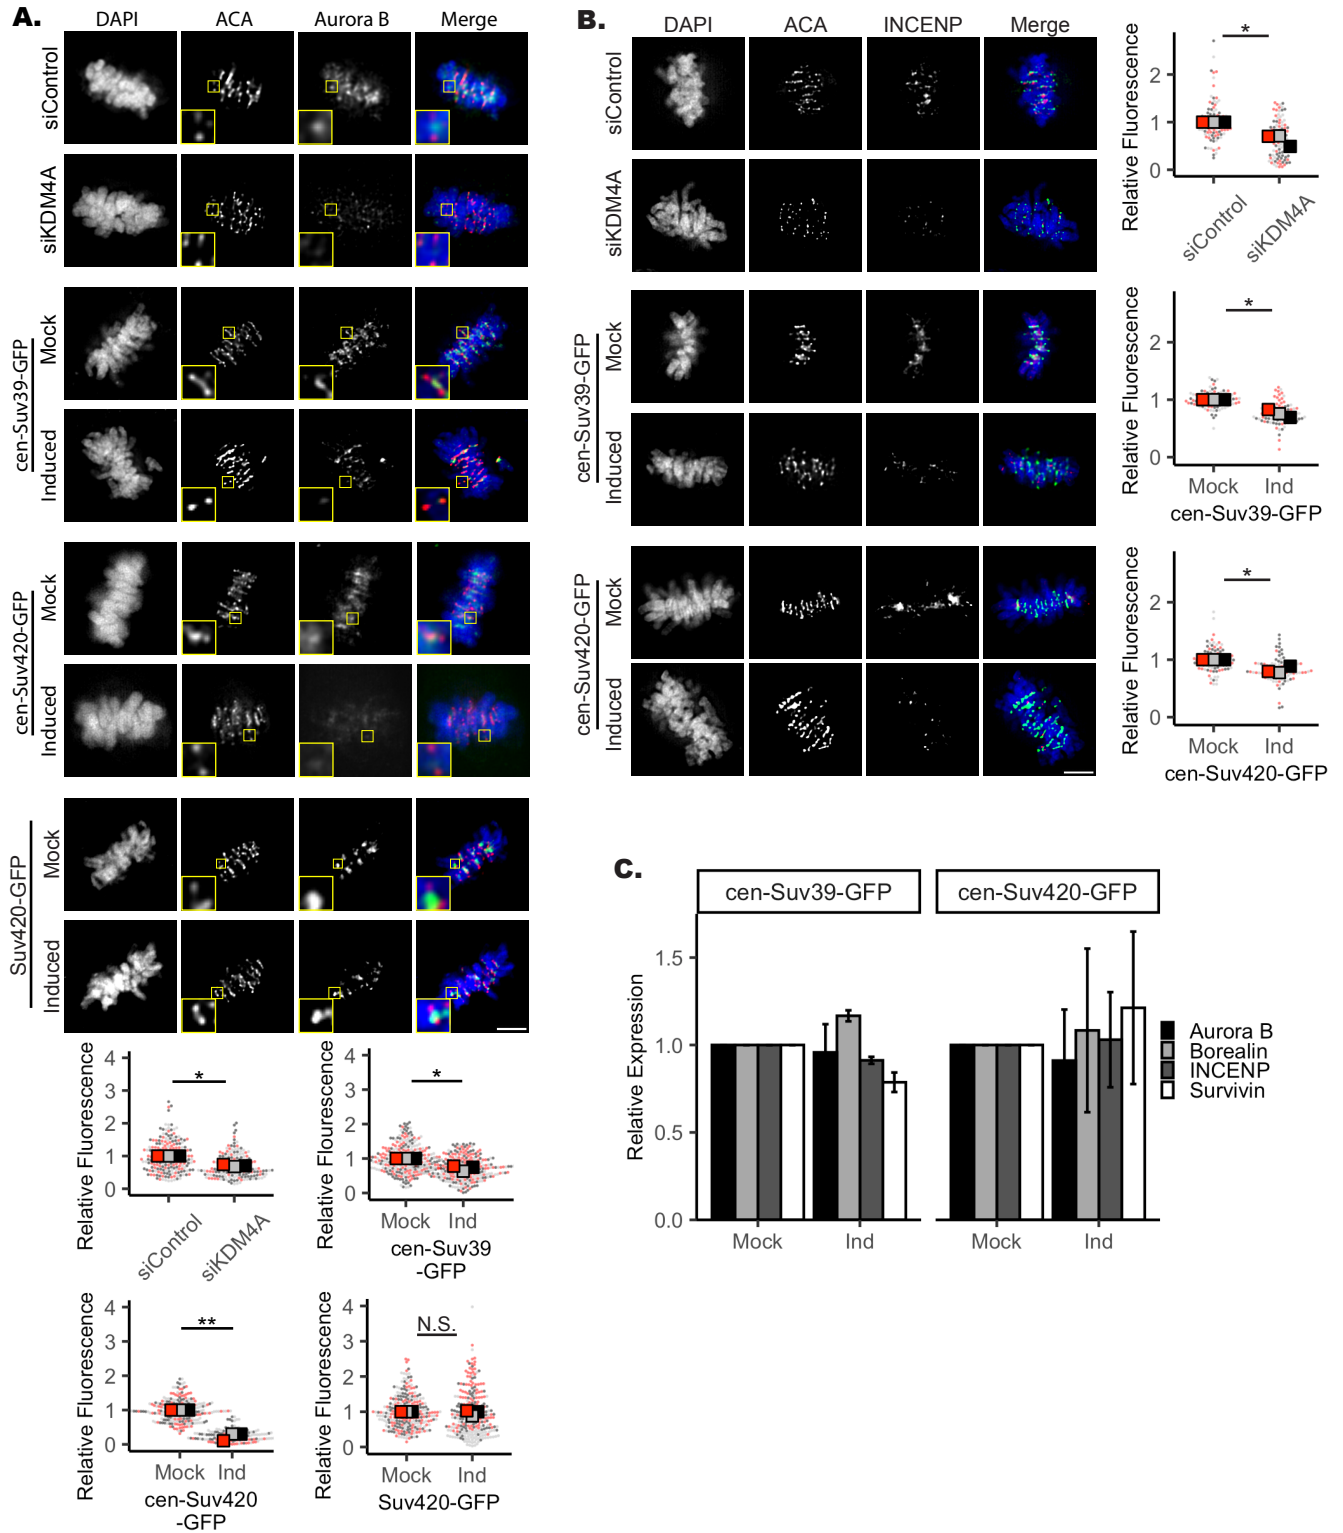 A.
DAPI ACA Aurora B Merge
siControl
siKDM4A
cen-Suv39-GFP
Mock
Induced
cen-Suv420-GFP
Mock
Induced
Suv420-GFP
Mock
Induced
Relative Fluorescence
4
3
2
1
0
*
siControl siKDM4A
Relative Flourescence
4
3
2
1
0
*
Mock Ind
cen-Suv39
-GFP
Relative Fluorescence
4
3
2
1
0
**
Mock Ind
cen-Suv420
-GFP
Relative Fluorescence
4
3
2
1
0
N.S.
Mock Ind
Suv420-GFP
B.
DAPI ACA INCENP Merge
siControl
siKDM4A
cen-Suv39-GFP
Mock
Induced
cen-Suv420-GFP
Mock
Induced
Relative Fluorescence
2
1
0
*
siControl siKDM4A
Relative Fluorescence
2
1
0
*
Mock Ind
cen-Suv39-GFP
Relative Fluorescence
2
1
0
*
Mock Ind
cen-Suv420-GFP
C.
cen-Suv39-GFP cen-Suv420-GFP
Relative Expression
1.5
1.0
0.5
0.0
Mock Ind Mock Ind
Aurora B
Borealin
INCENP
Survivin